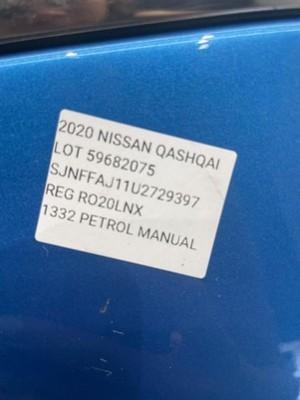 2020 NISSAN QASHQAI
LOT 59682075
SJNFFAJ11U2729397
REG RO20LNX
1332 PETROL MANUAL